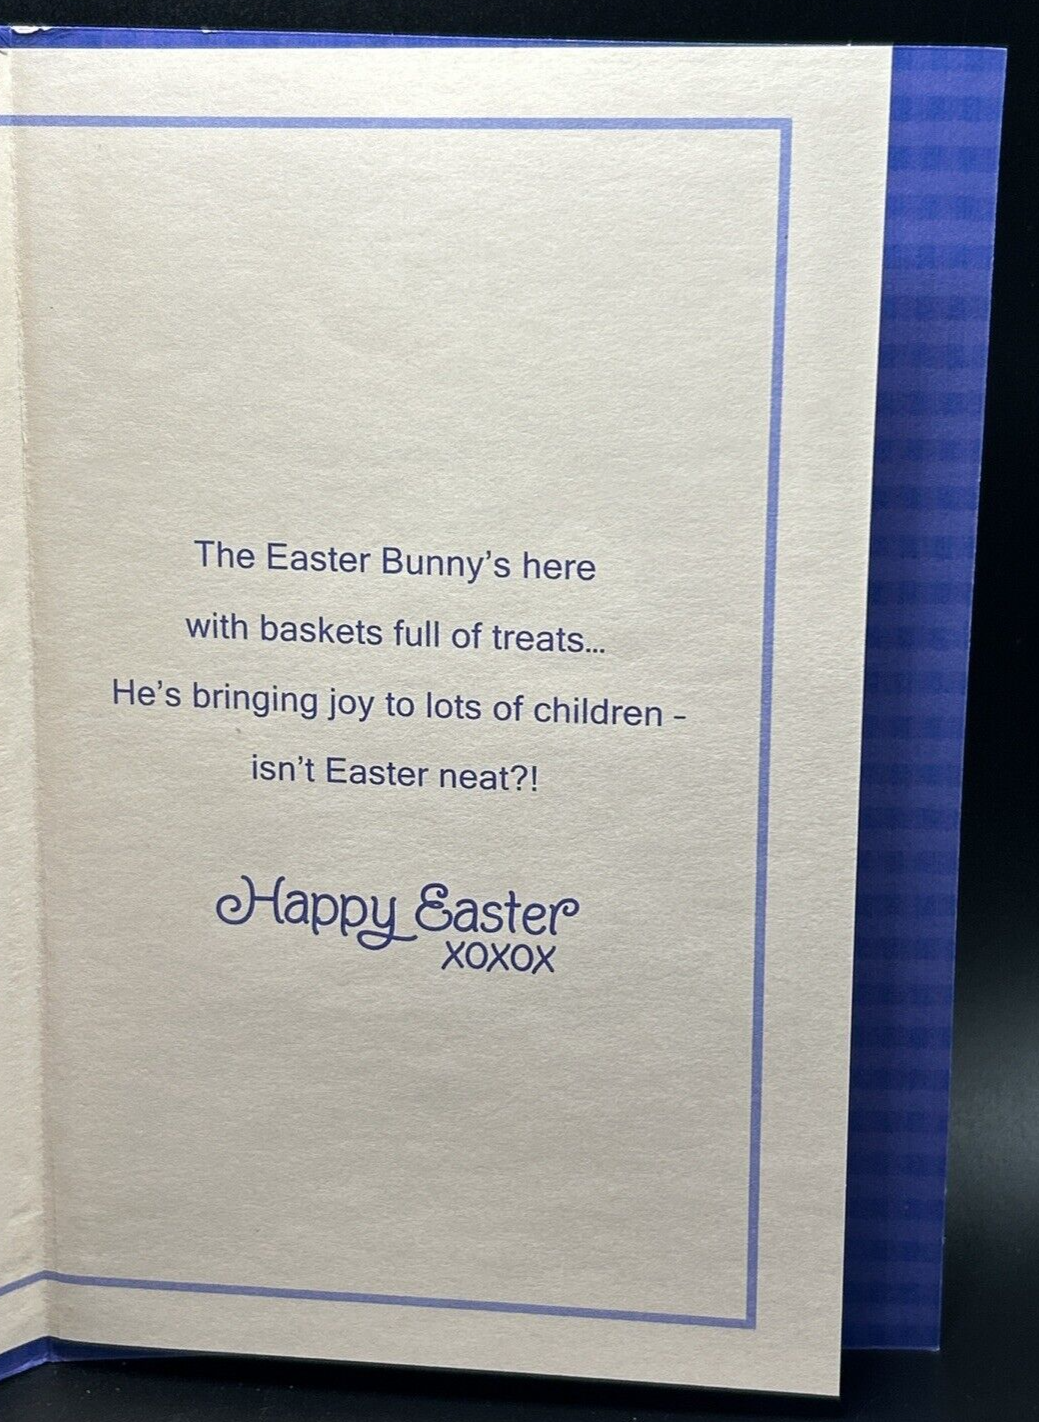 The Easter Bunny's here
with baskets full of treats...
He's bringing joy to lots of children -
isn't Easter neat?!
Happy Easter
XOXOX